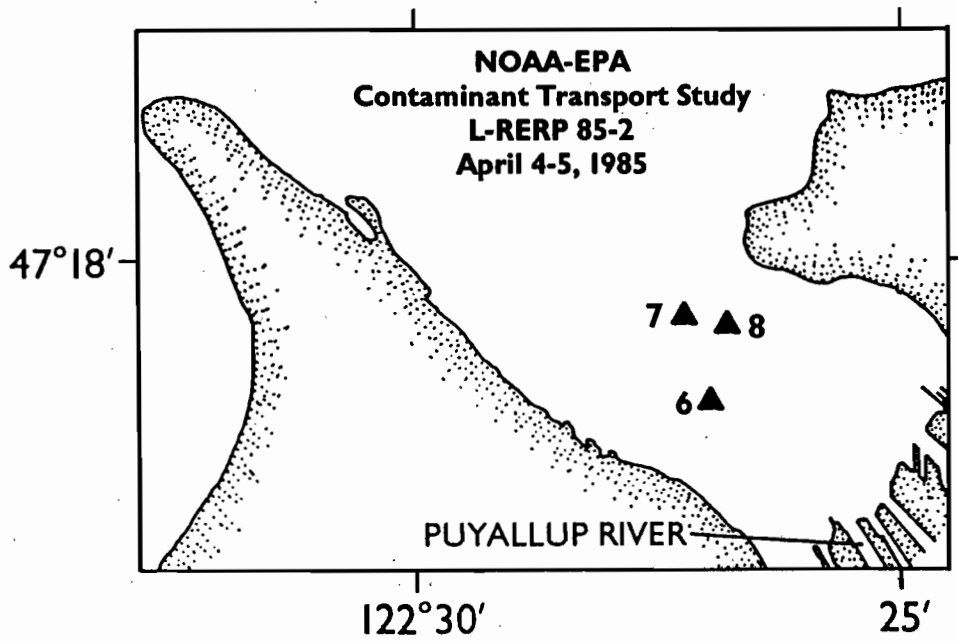 NOAA-EPA
Contaminant Transport Study
L-RERP 85-2
April 4-5, 1985
47°18′
7
8
6
PUYALLUP RIVER
122°30′
25′